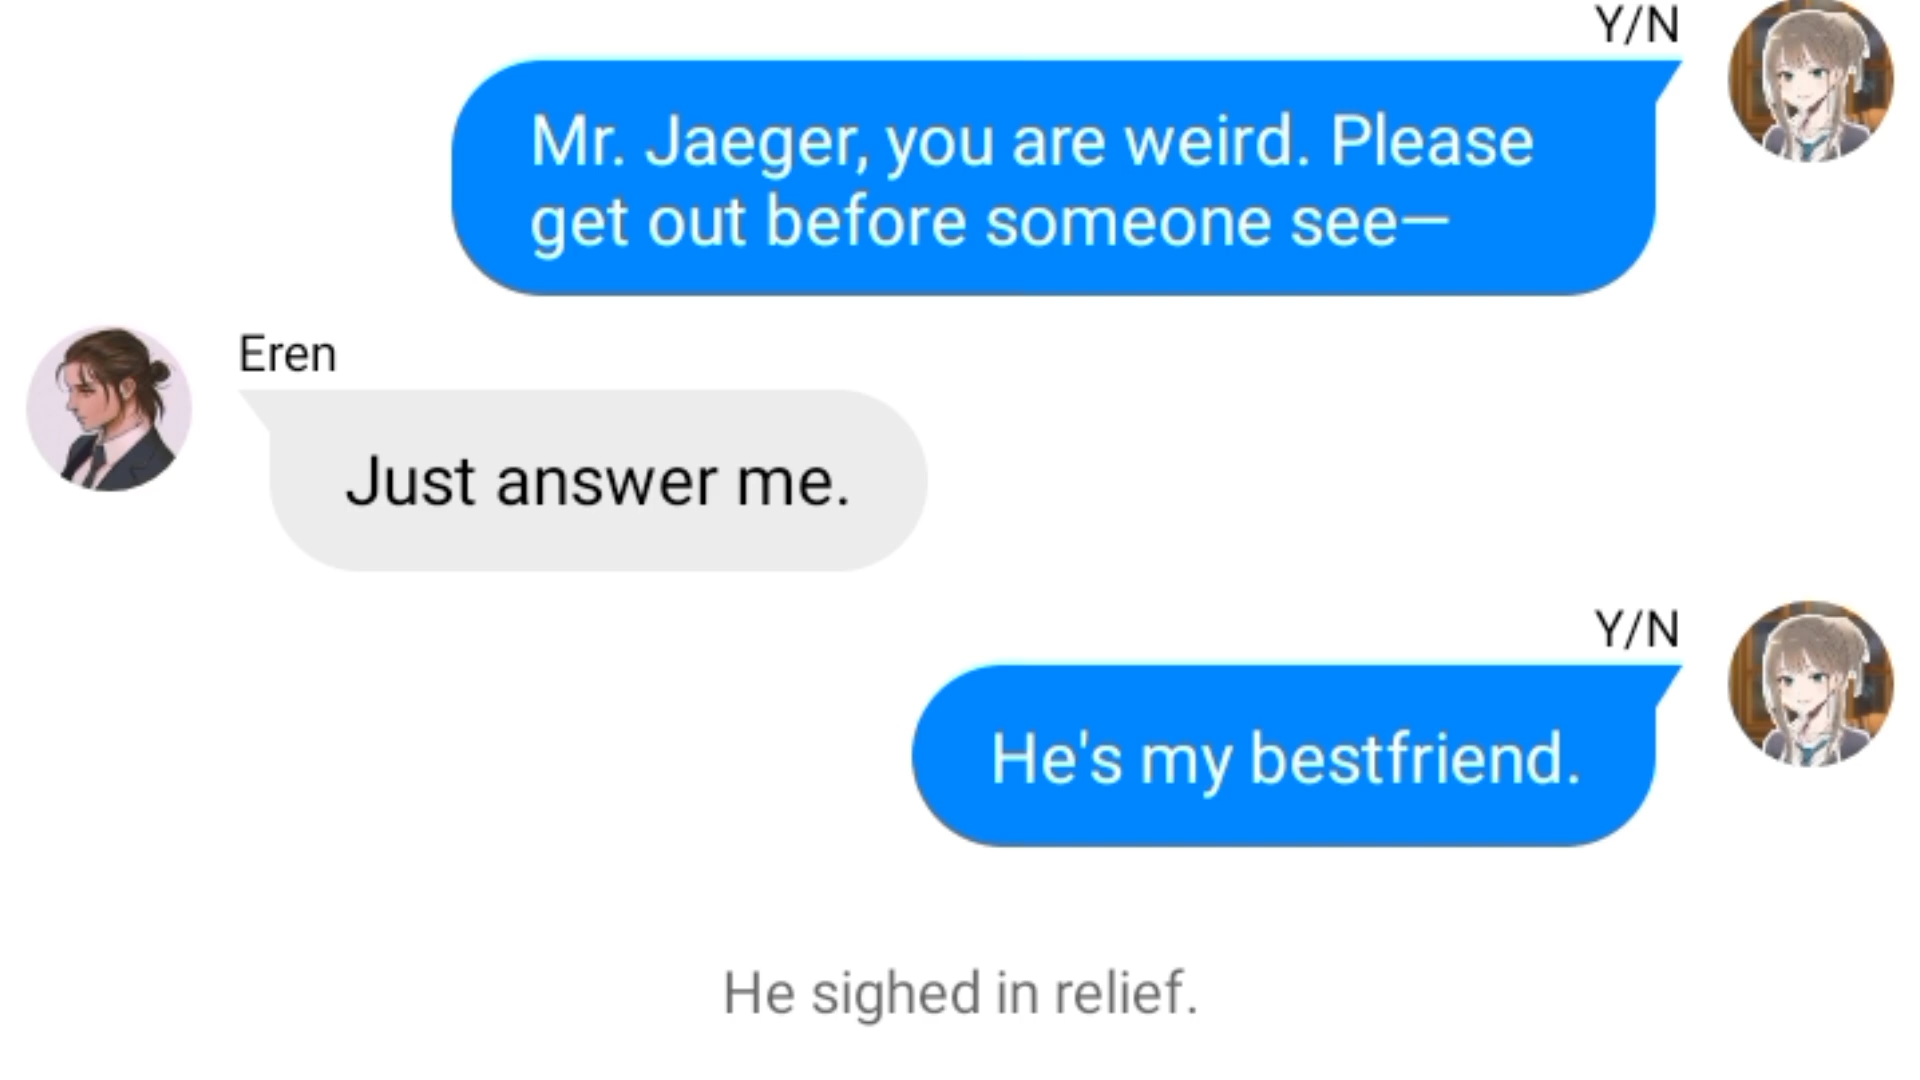 Y/N
Mr. Jaeger, you are weird. Please
get out before someone see—
Eren
Just answer me.
Y/N
He's my bestfriend.
He sighed in relief.